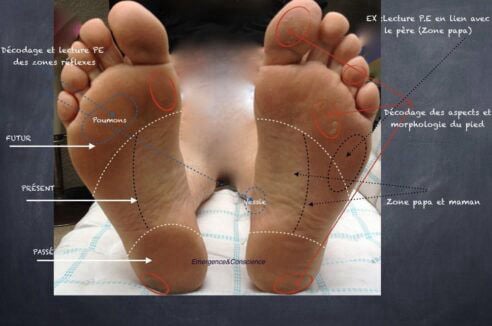 EX :Lecture P.E en lien avec
le père (Zone papa)
Décodage et lecture PE
des zones réflexes
Poumons
Décodage des aspects et
morphologie du pied
FUTUR
PRÉSENT
Vessie
Zone papa et maman
PASSÉ
Emergence&Conscience